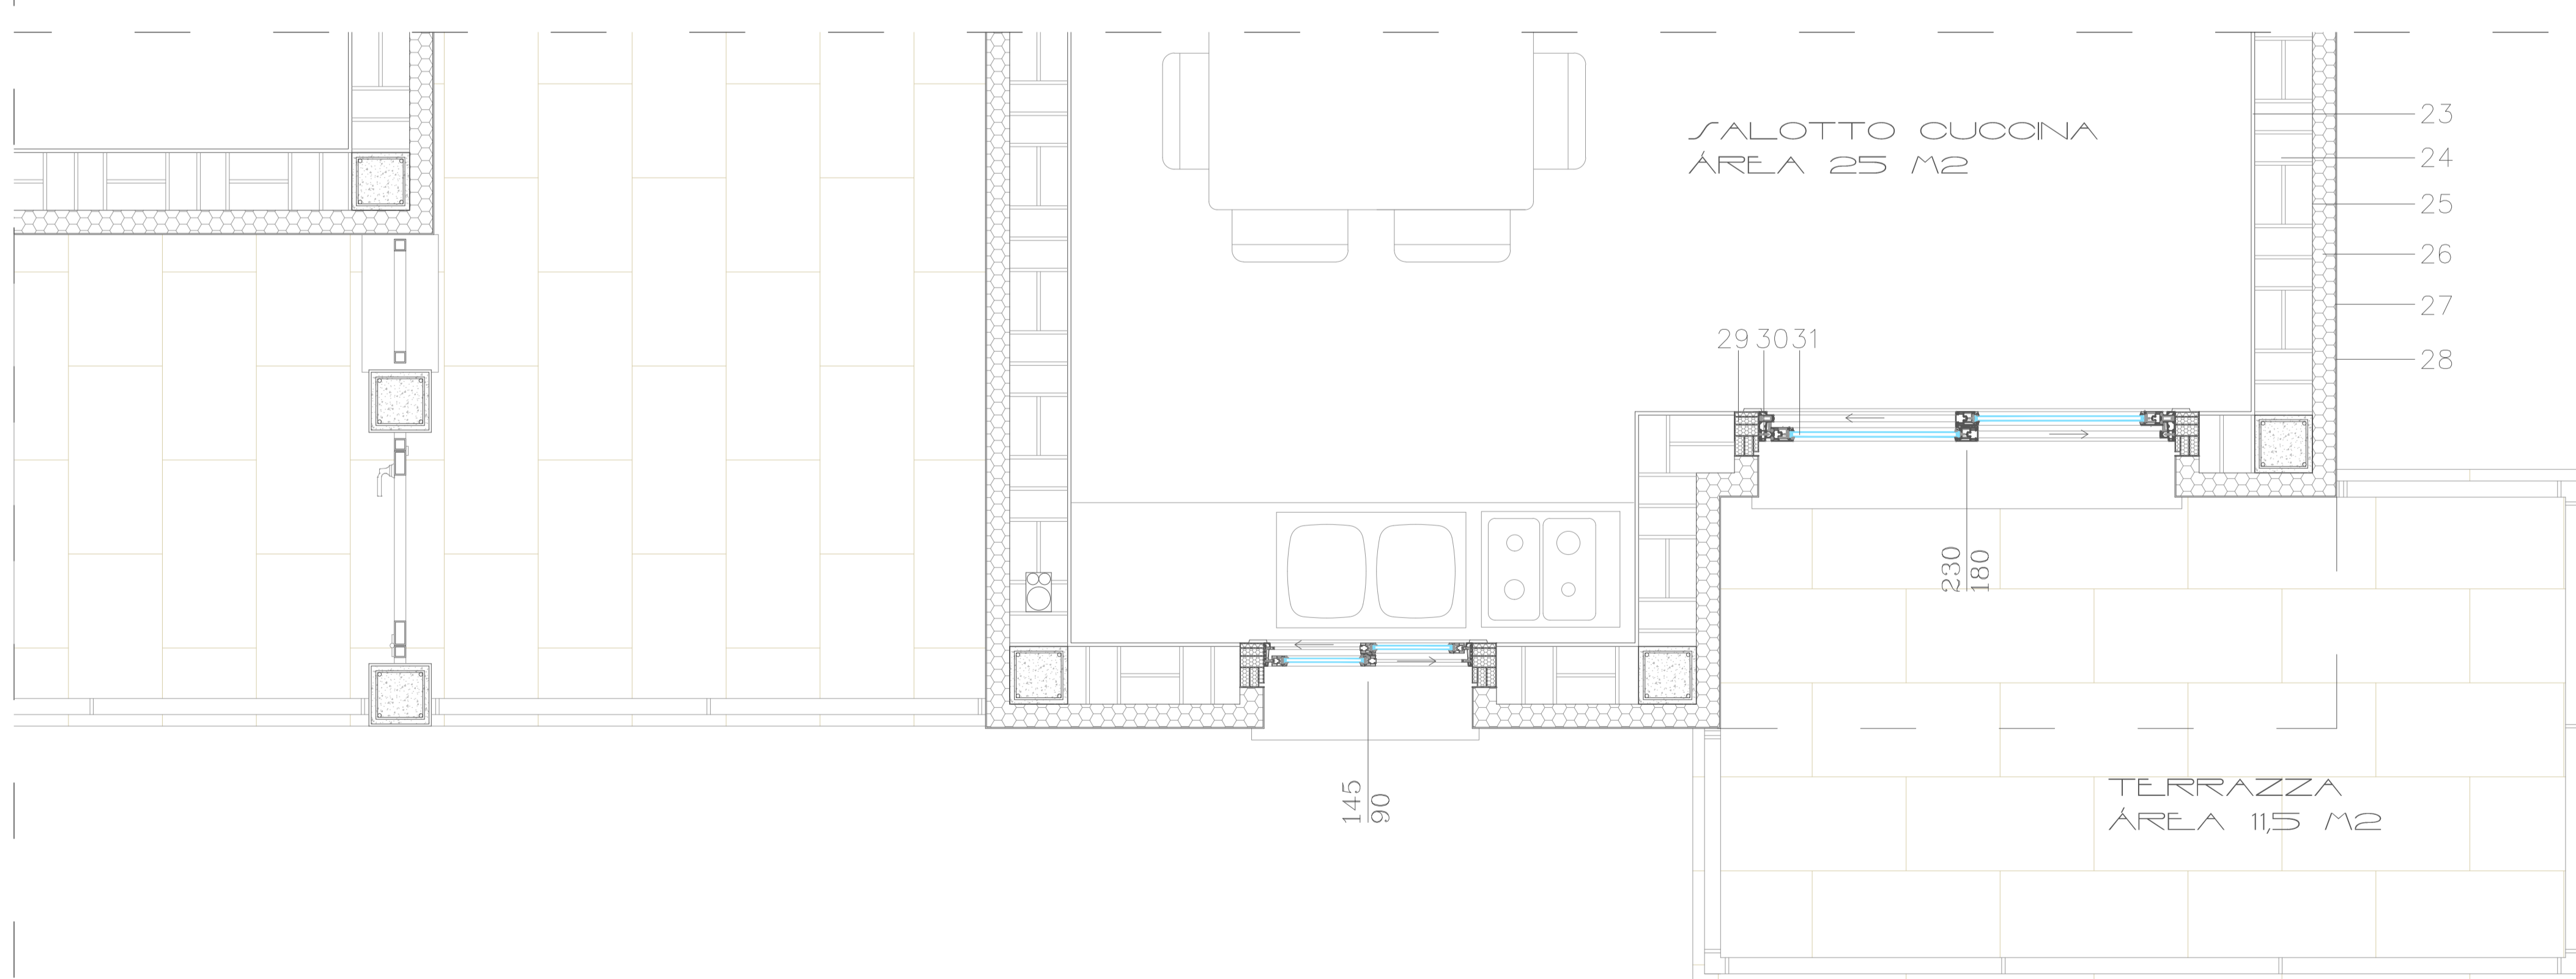 SALOTTO CUCCINA
ÁREA 25 M2
23
24
25
26
27
28
29 30 31
230
180
145
90
TERRAZZA
ÁREA 11,5 M2